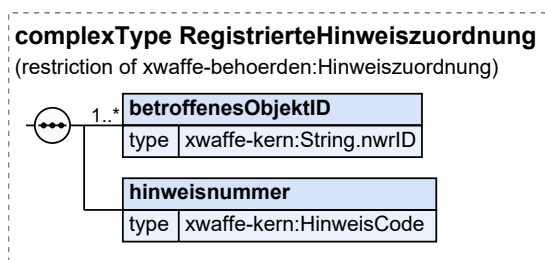 complexType RegistrierteHinweiszuordnung
(restriction of xwaffe-behoerden:Hinweiszuordnung)
1..* betroffenesObjektID
type xwaffe-kern:String.nwrID
hinweisnummer
type xwaffe-kern:HinweisCode